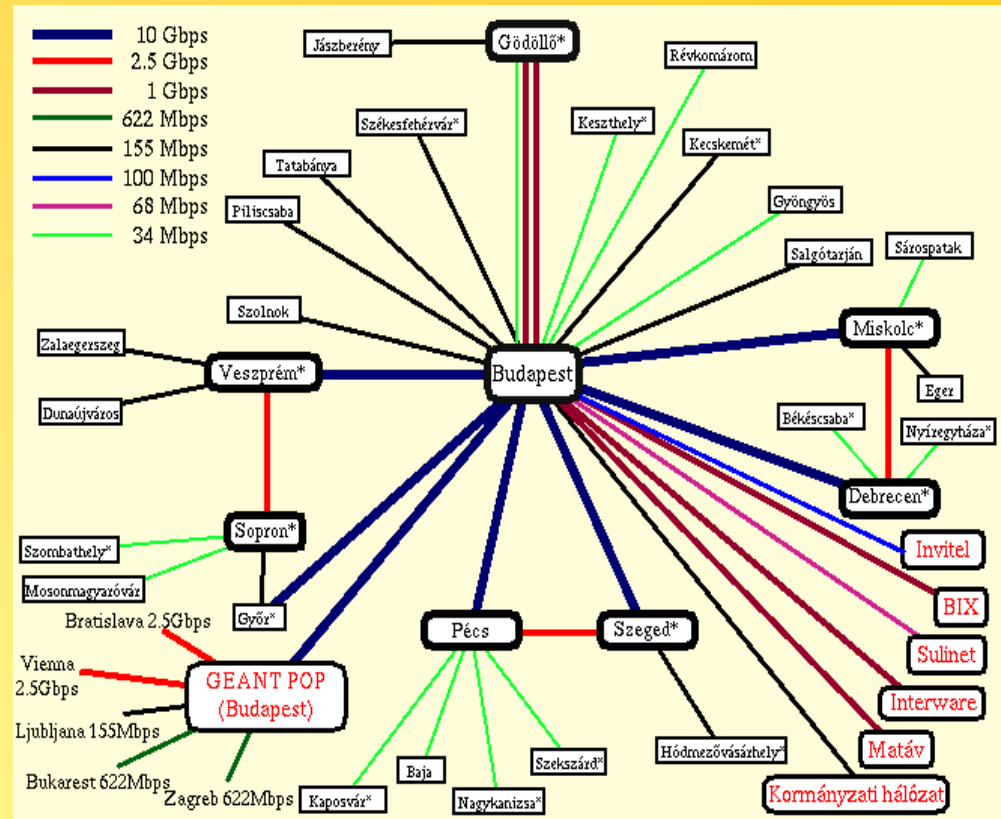 10 Gbps
2.5 Gbps
1 Gbps
622 Mbps
155 Mbps
100 Mbps
68 Mbps
34 Mbps
Jászberény
Gödöllő*
Révkomárom
Székesfehérvár*
Keszthely*
Kecskemét*
Tatabánya
Piliscsaba
Gyöngyös
Salgótarján
Sárospatak
Szolnok
Miskolc*
Zalaegerszeg
Veszprém*
Budapest
Eger
Dunaújváros
Békéscsaba*
Nyíregyháza*
Debrecen*
Sopron*
Szombathely*
Mosonmagyaróvár
Győr*
Invitel
BIX
Bratislava 2.5Gbps
Pécs
Szeged*
Sulinet
Vienna
2.5Gbps
GEANT POP
(Budapest)
Interware
Ljubljana 155Mbps
Matáv
Hódmezővásárhely*
Szekszárd*
Baja
Bukarest 622Mbps
Zagreb 622Mbps
Kaposvár*
Nagykanizsa*
Kormányzati hálózat